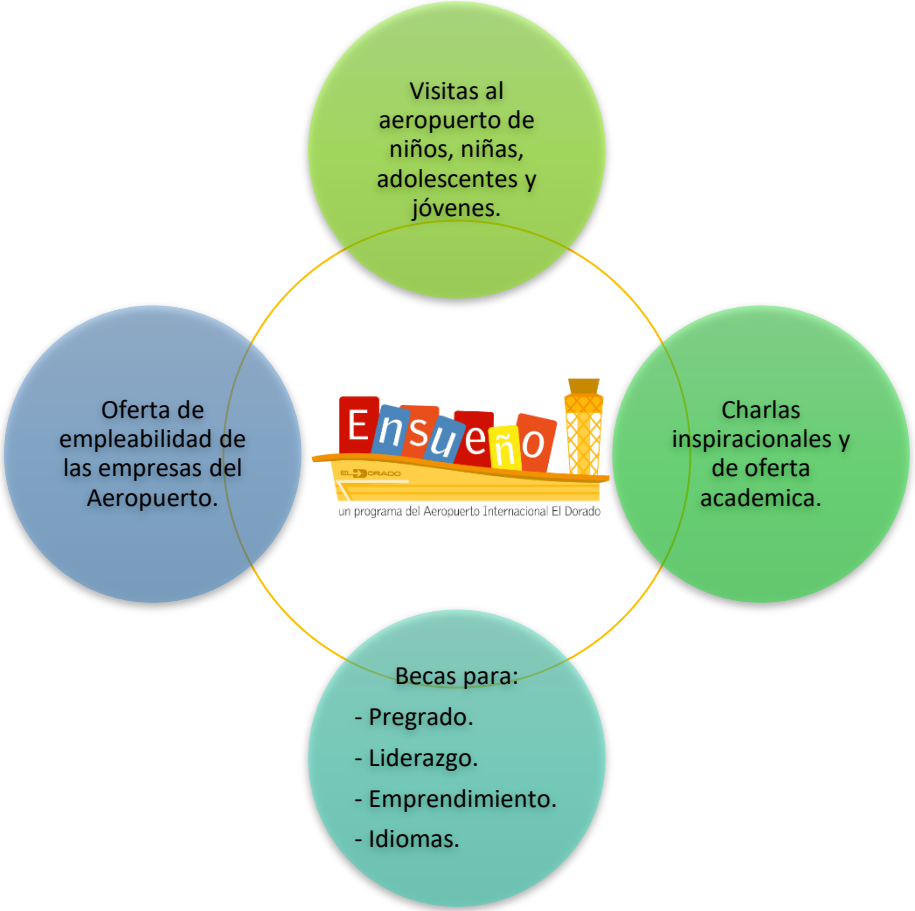 Visitas al
aeropuerto de
niños, niñas,
adolescentes y
jóvenes.
Oferta de
empleabilidad de
las empresas del
Aeropuerto.
Ensueño
EL DORADO
un programa del Aeropuerto Internacional El Dorado
Charlas
inspiracionales y
de oferta
academica.
Becas para:
- Pregrado.
- Liderazgo.
- Emprendimiento.
- Idiomas.